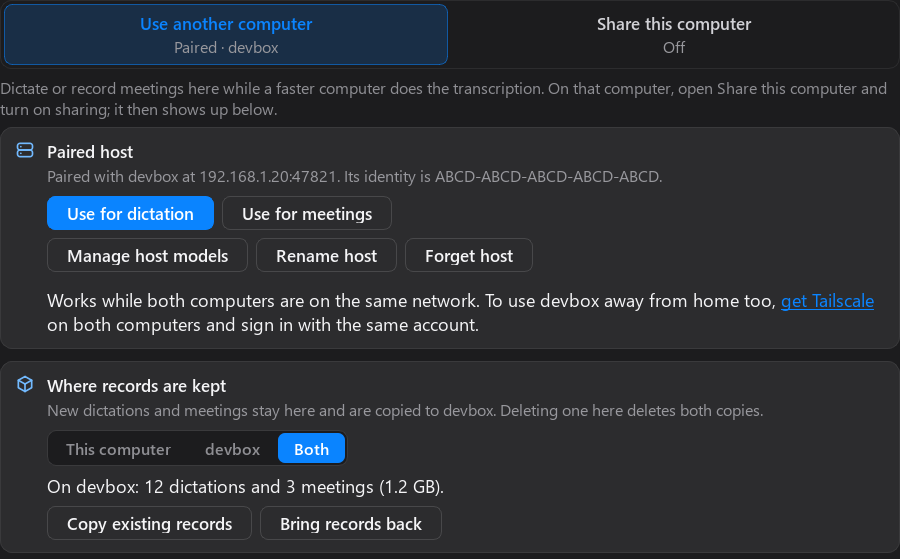 Use another computer
Paired · devbox
Share this computer
Off
Dictate or record meetings here while a faster computer does the transcription. On that computer, open Share this computer and
turn on sharing; it then shows up below.
Paired host
Paired with devbox at 192.168.1.20:47821. Its identity is ABCD-ABCD-ABCD-ABCD-ABCD.
Use for dictation
Use for meetings
Manage host models
Rename host
Forget host
Works while both computers are on the same network. To use devbox away from home too, get Tailscale
on both computers and sign in with the same account.
Where records are kept
New dictations and meetings stay here and are copied to devbox. Deleting one here deletes both copies.
This computer
devbox
Both
On devbox: 12 dictations and 3 meetings (1.2 GB).
Copy existing records
Bring records back